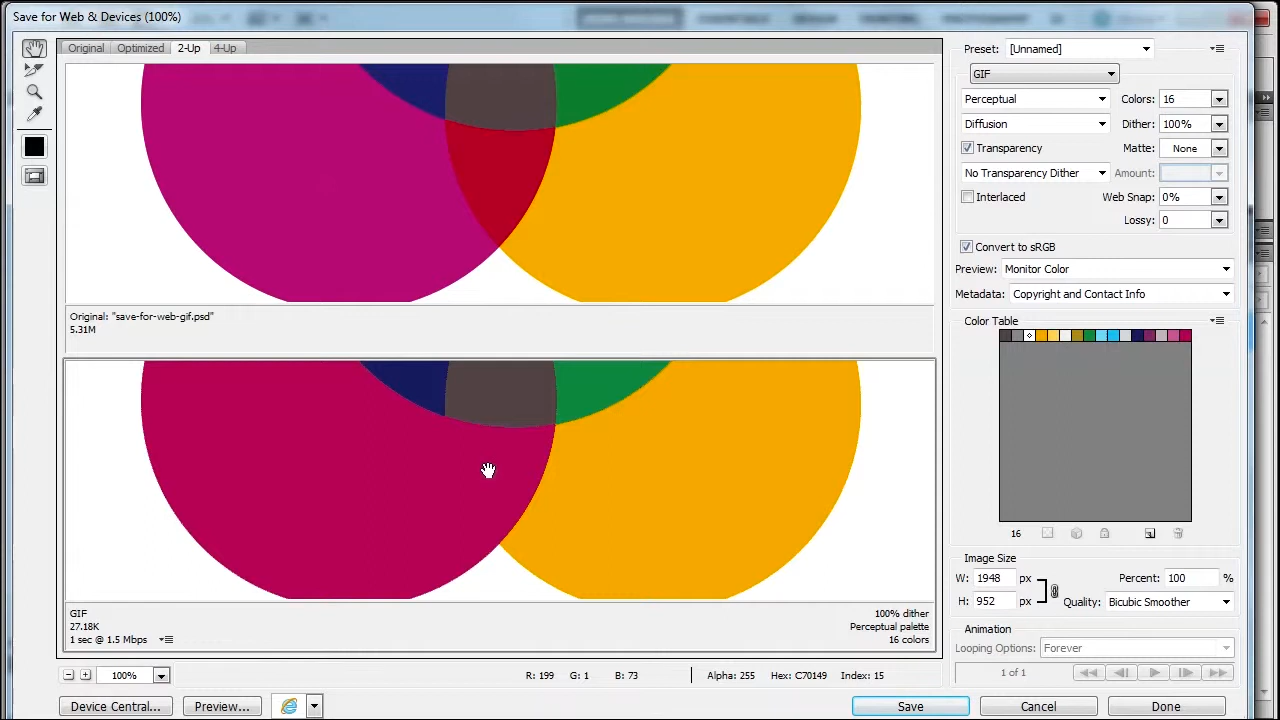 Save for Web & Devices (100%)
Original Optimized 2-Up 4-Up
Preset: [Unnamed]
GIF
Perceptual Colors: 16
Diffusion Dither: 100%
Transparency Matte: None
No Transparency Dither Amount:
Interlaced Web Snap: 0%
Lossy: 0
Convert to sRGB
Preview: Monitor Color
Metadata: Copyright and Contact Info
Original: "save-for-web-gif.psd"
5.31M
Color Table
16
Image Size
W: 1948 px Percent: 100 %
H: 952 px Quality: Bicubic Smoother
GIF 100% dither
27.18K Perceptual palette
1 sec @ 1.5 Mbps 16 colors
Animation
Looping Options: Forever
1 of 1
100% R: 199 G: 1 B: 73 Alpha: 255 Hex: C70149 Index: 15
Device Central... Preview... Save Cancel Done